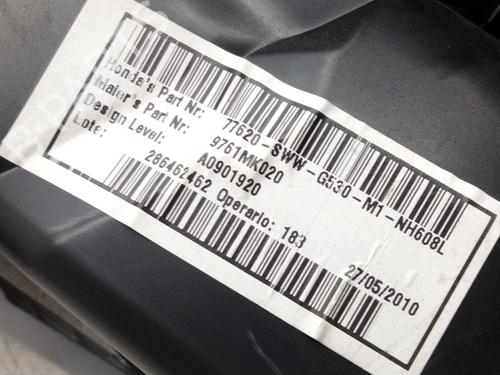 Honda's Part Nr: 77620-SWW-G530-M1-NH608L
Maier's Part Nr: 9761MK020
Design Level: A0901920
Lote: 286462462 Operario: 183 27/05/2010